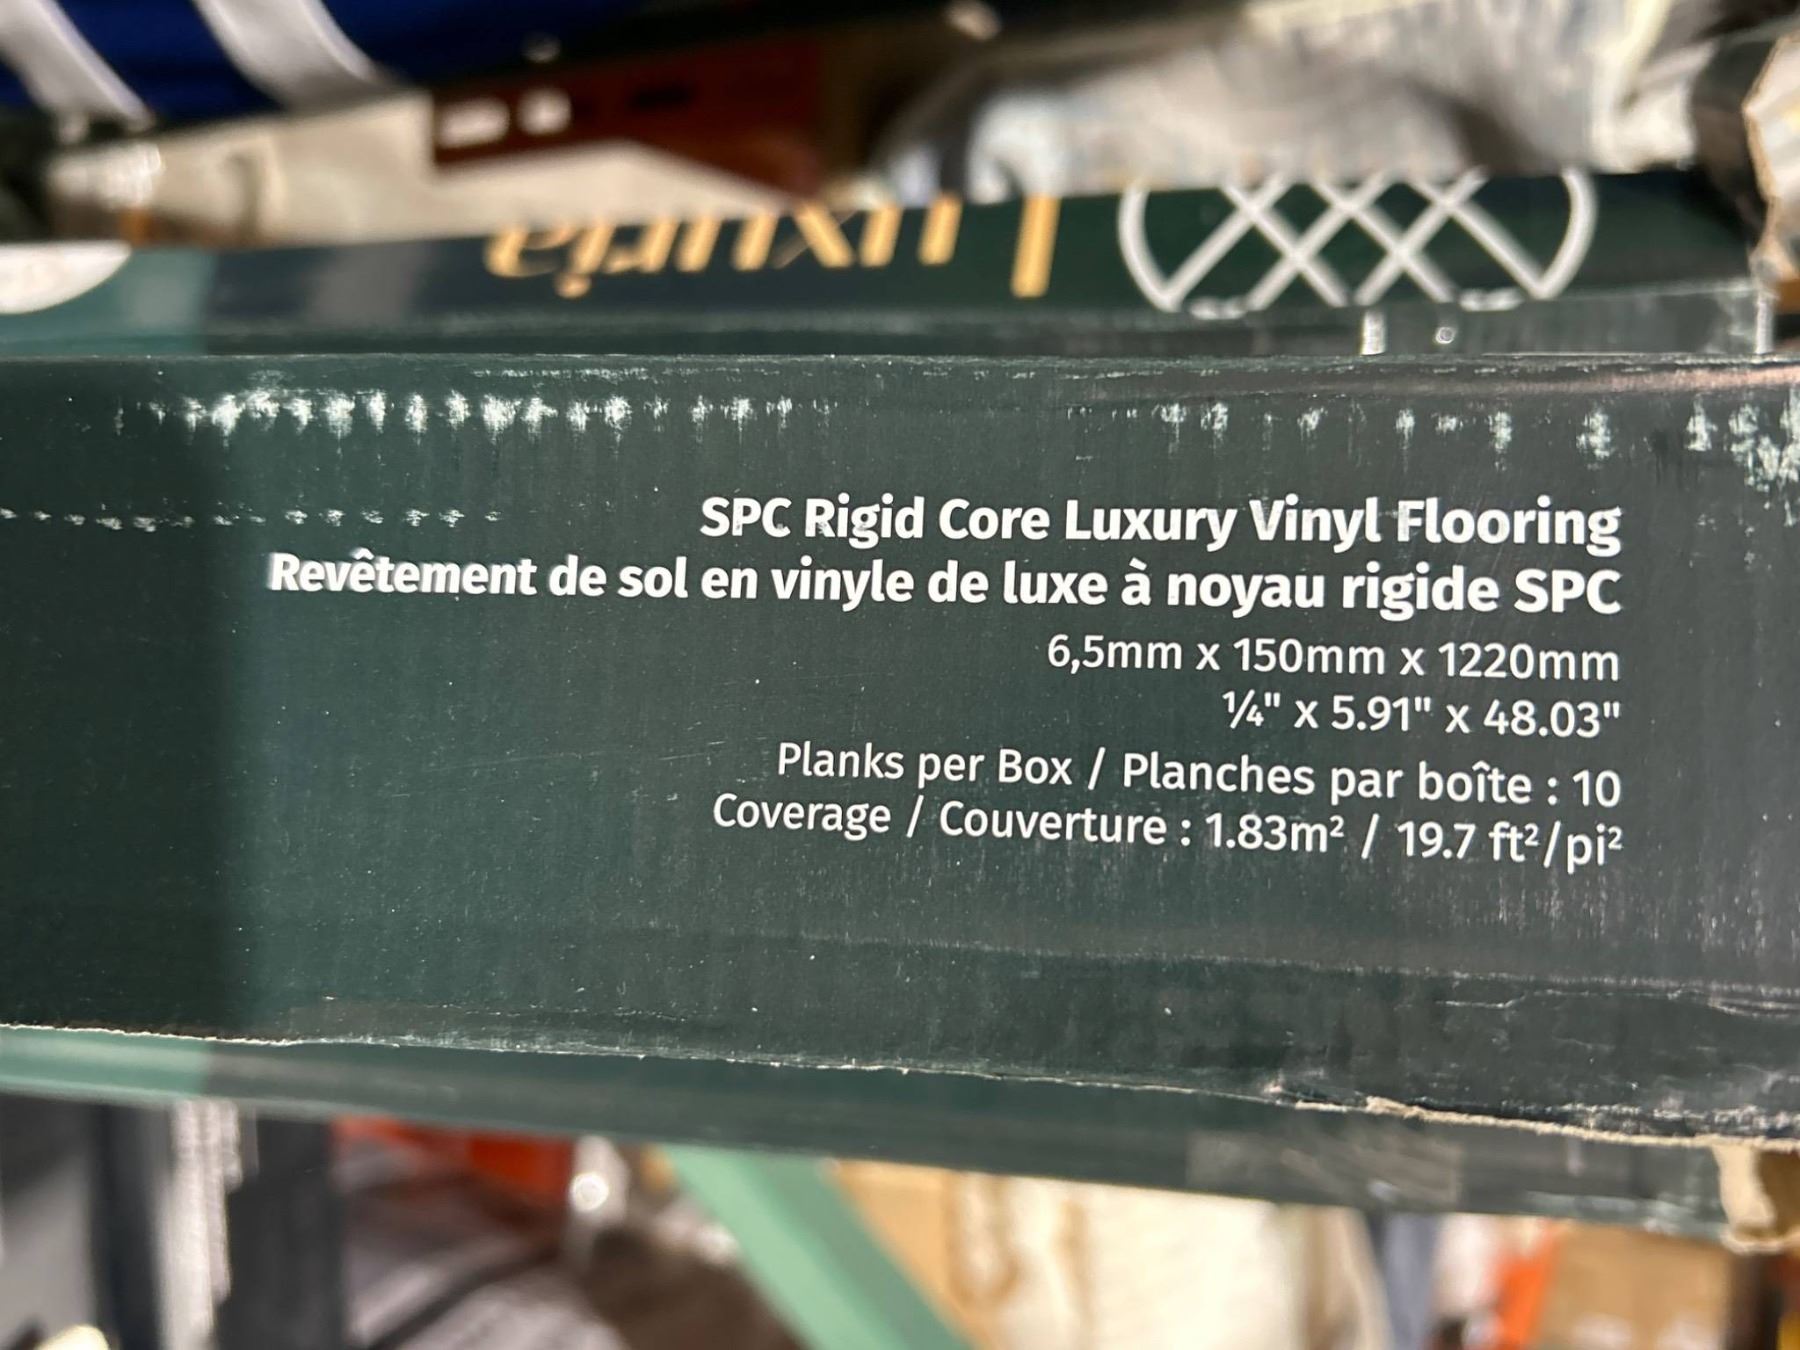 luxuria
SPC Rigid Core Luxury Vinyl Flooring
Revêtement de sol en vinyle de luxe à noyau rigide SPC
6,5mm x 150mm x 1220mm
¼" x 5.91" x 48.03"
Planks per Box / Planches par boîte : 10
Coverage / Couverture : 1.83m² / 19.7 ft²/pi²